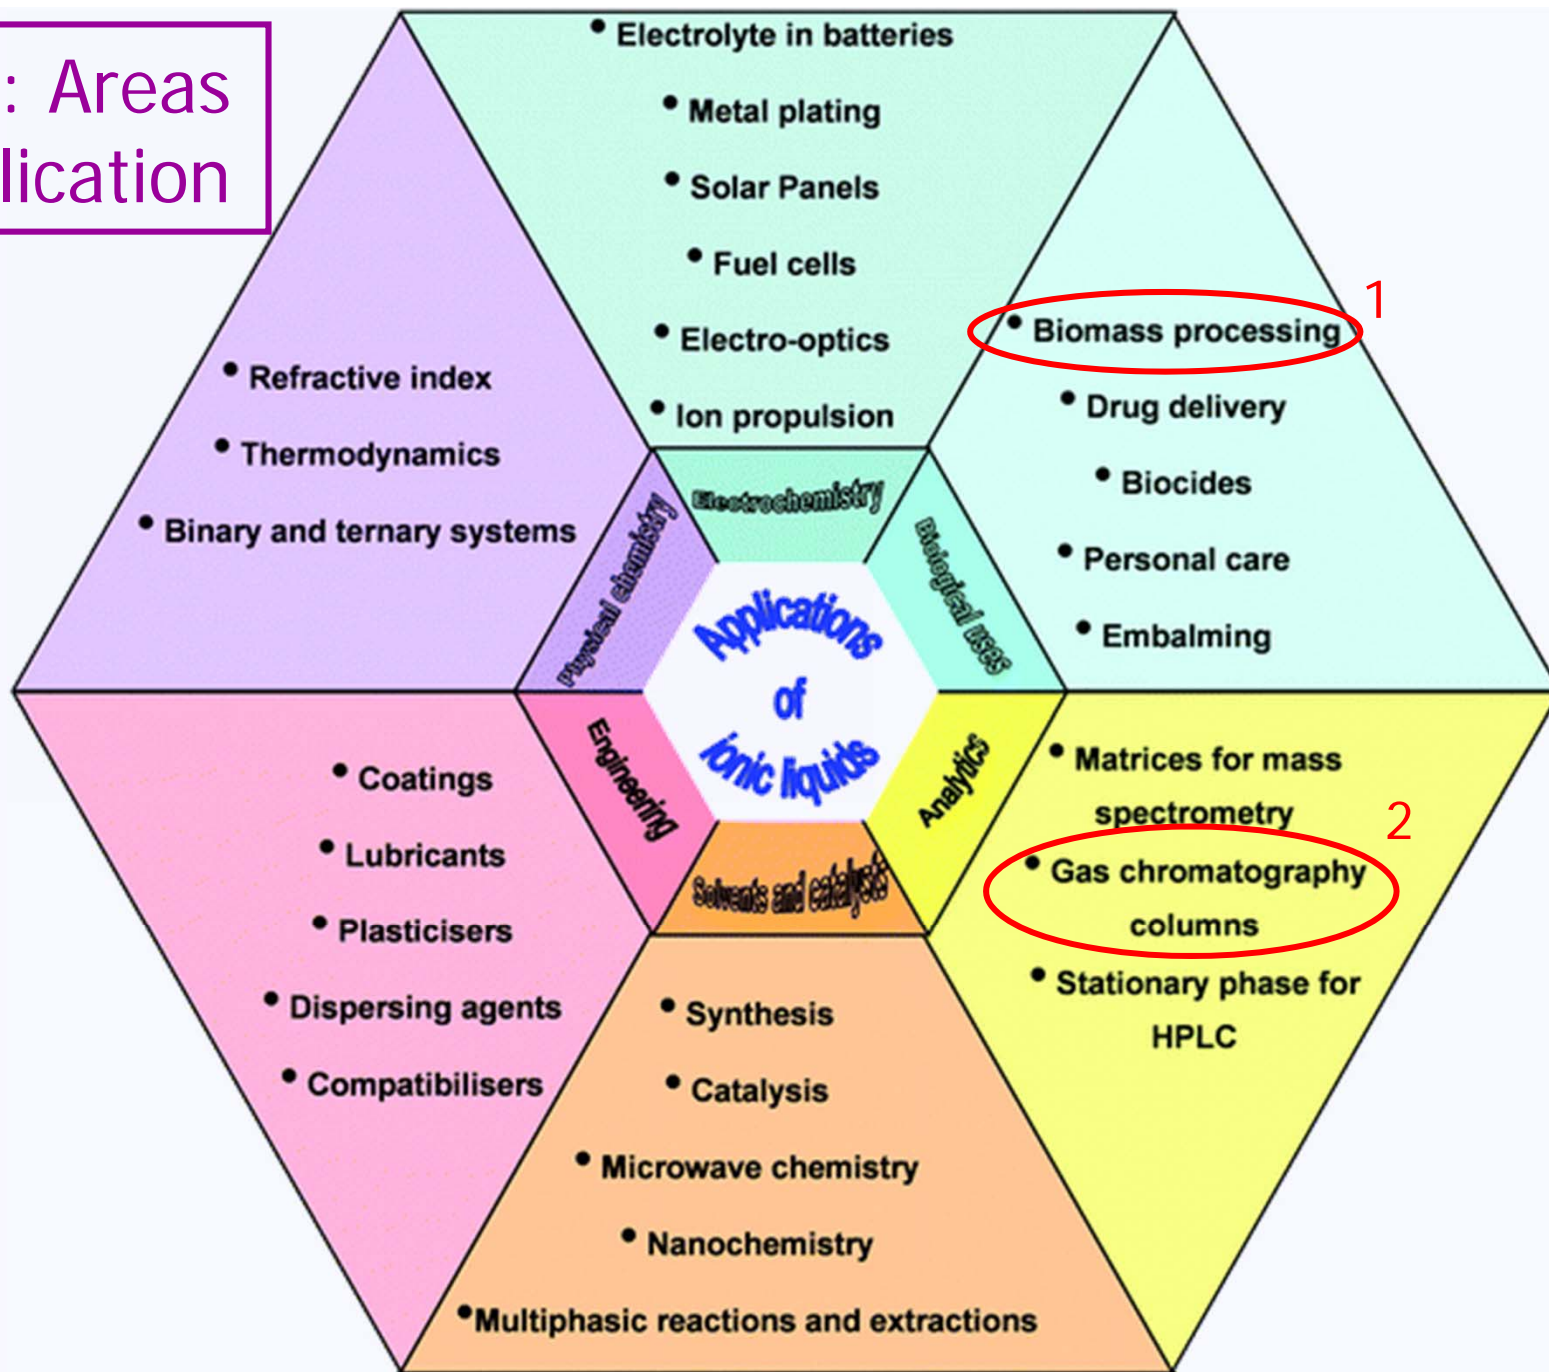 : Areas
lication
• Electrolyte in batteries
• Metal plating
• Solar Panels
• Fuel cells
• Electro-optics
• Ion propulsion
Electrochemistry
1
• Biomass processing
• Drug delivery
• Biocides
• Personal care
• Embalming
Biological uses
• Refractive index
• Thermodynamics
• Binary and ternary systems
Physical chemistry
Applications
of
ionic liquids
Engineering
• Coatings
• Lubricants
• Plasticisers
• Dispersing agents
• Compatibilisers
Analytics
• Matrices for mass
spectrometry
2
• Gas chromatography
columns
• Stationary phase for
HPLC
Solvents and catalysts
• Synthesis
• Catalysis
• Microwave chemistry
• Nanochemistry
•Multiphasic reactions and extractions